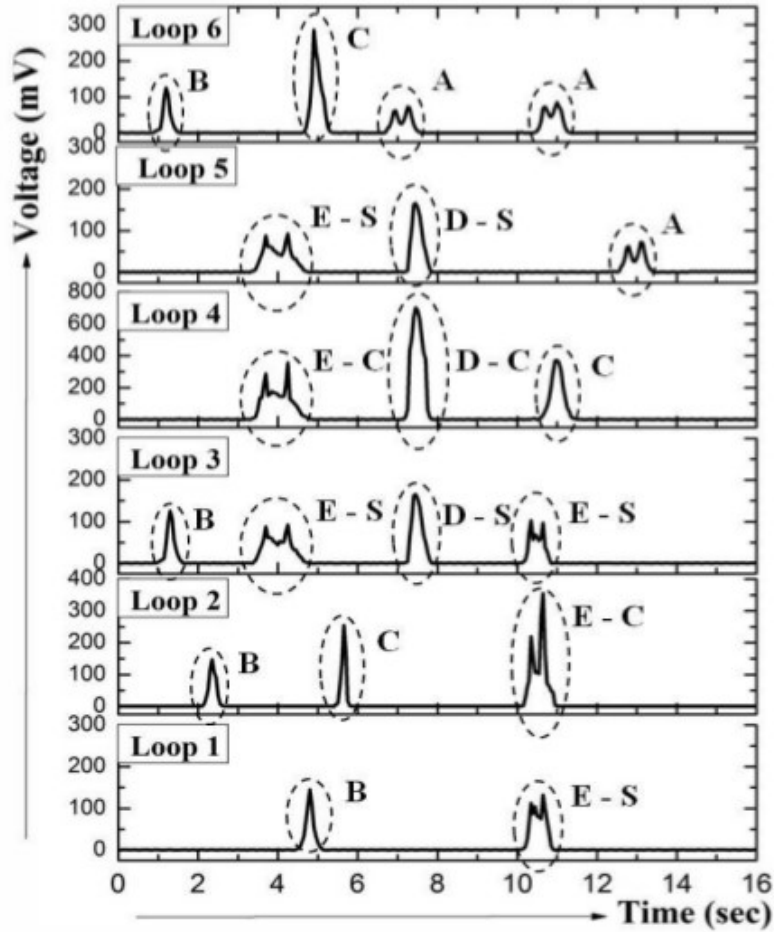 Voltage (mV)
Loop 6
300
200
100
0
B
C
A
A
Loop 5
300
200
100
0
E - S
D - S
A
Loop 4
800
600
400
200
0
E - C
D - C
C
Loop 3
300
200
100
0
B
E - S
D - S
E - S
Loop 2
400
300
200
100
0
B
C
E - C
Loop 1
300
200
100
0
B
E - S
0 2 4 6 8 10 12 14 16
Time (sec)